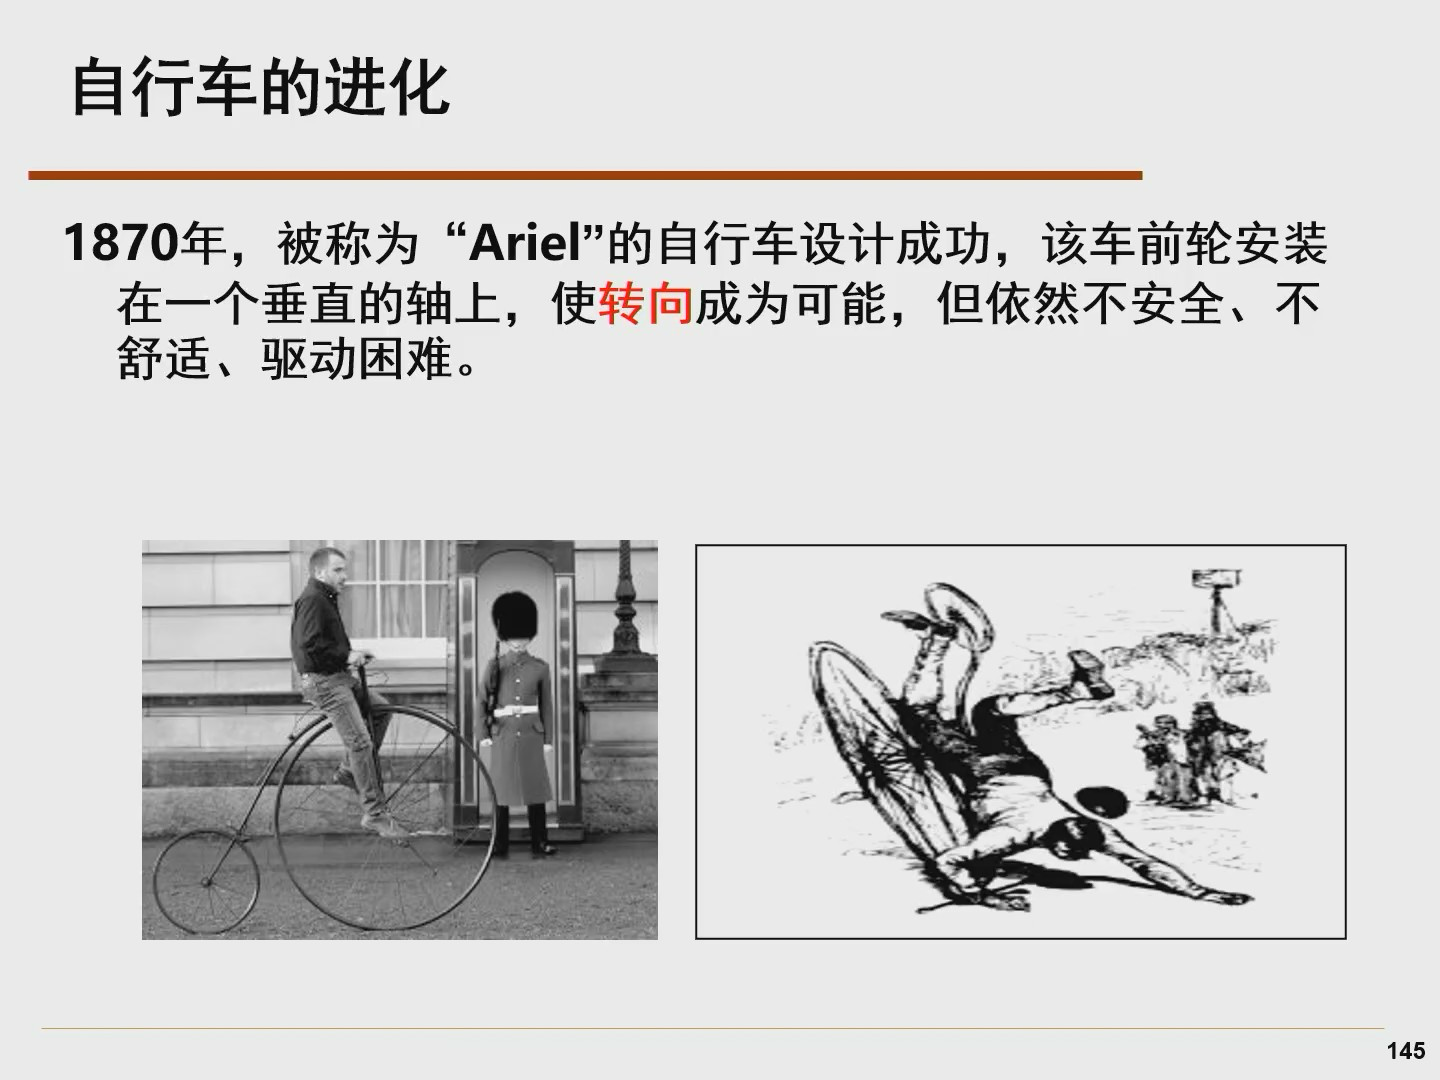 自行车的进化
1870年，被称为“Ariel”的自行车设计成功，该车前轮安装
在一个垂直的轴上，使转向成为可能，但依然不安全、不
舒适、驱动困难。
145